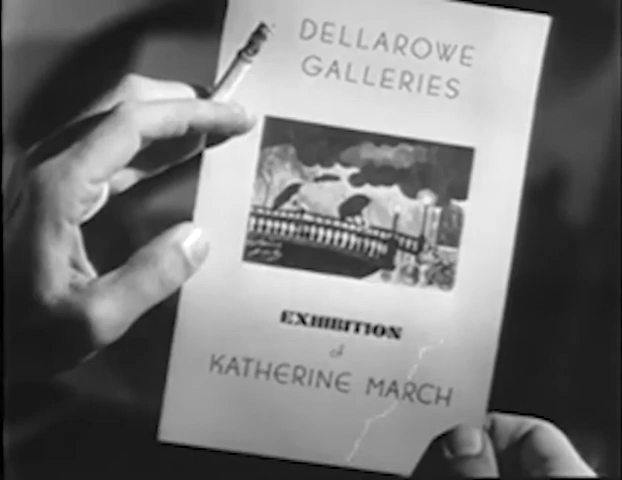 DELLAROWE
GALLERIES
EXHIBITION
of
KATHERINE MARCH